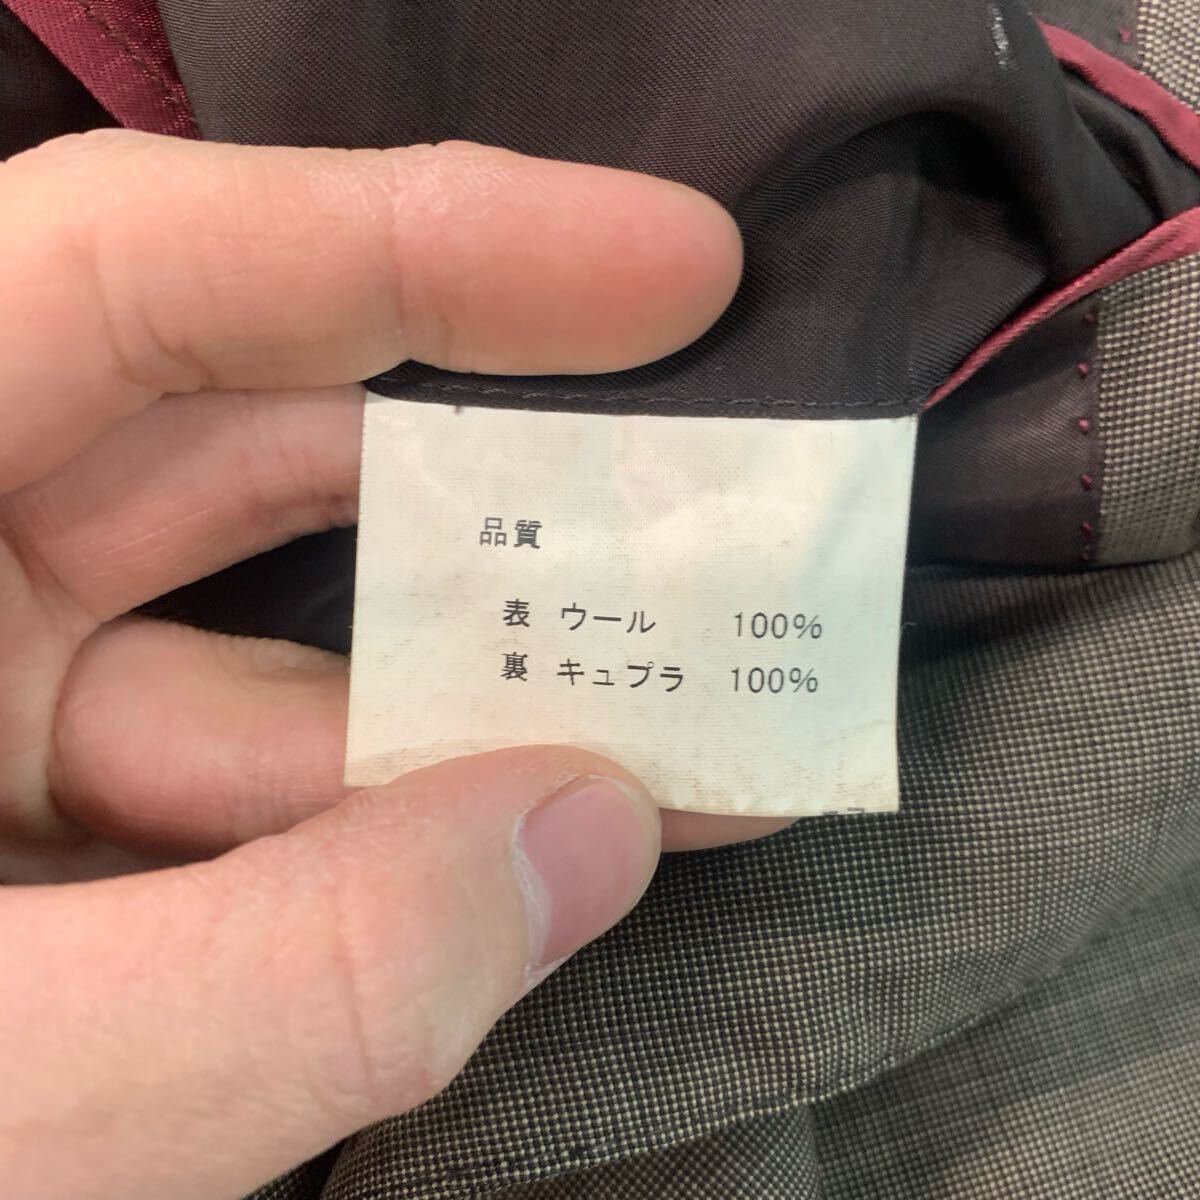 品質
表 ウール 100%
裏 キュプラ 100%